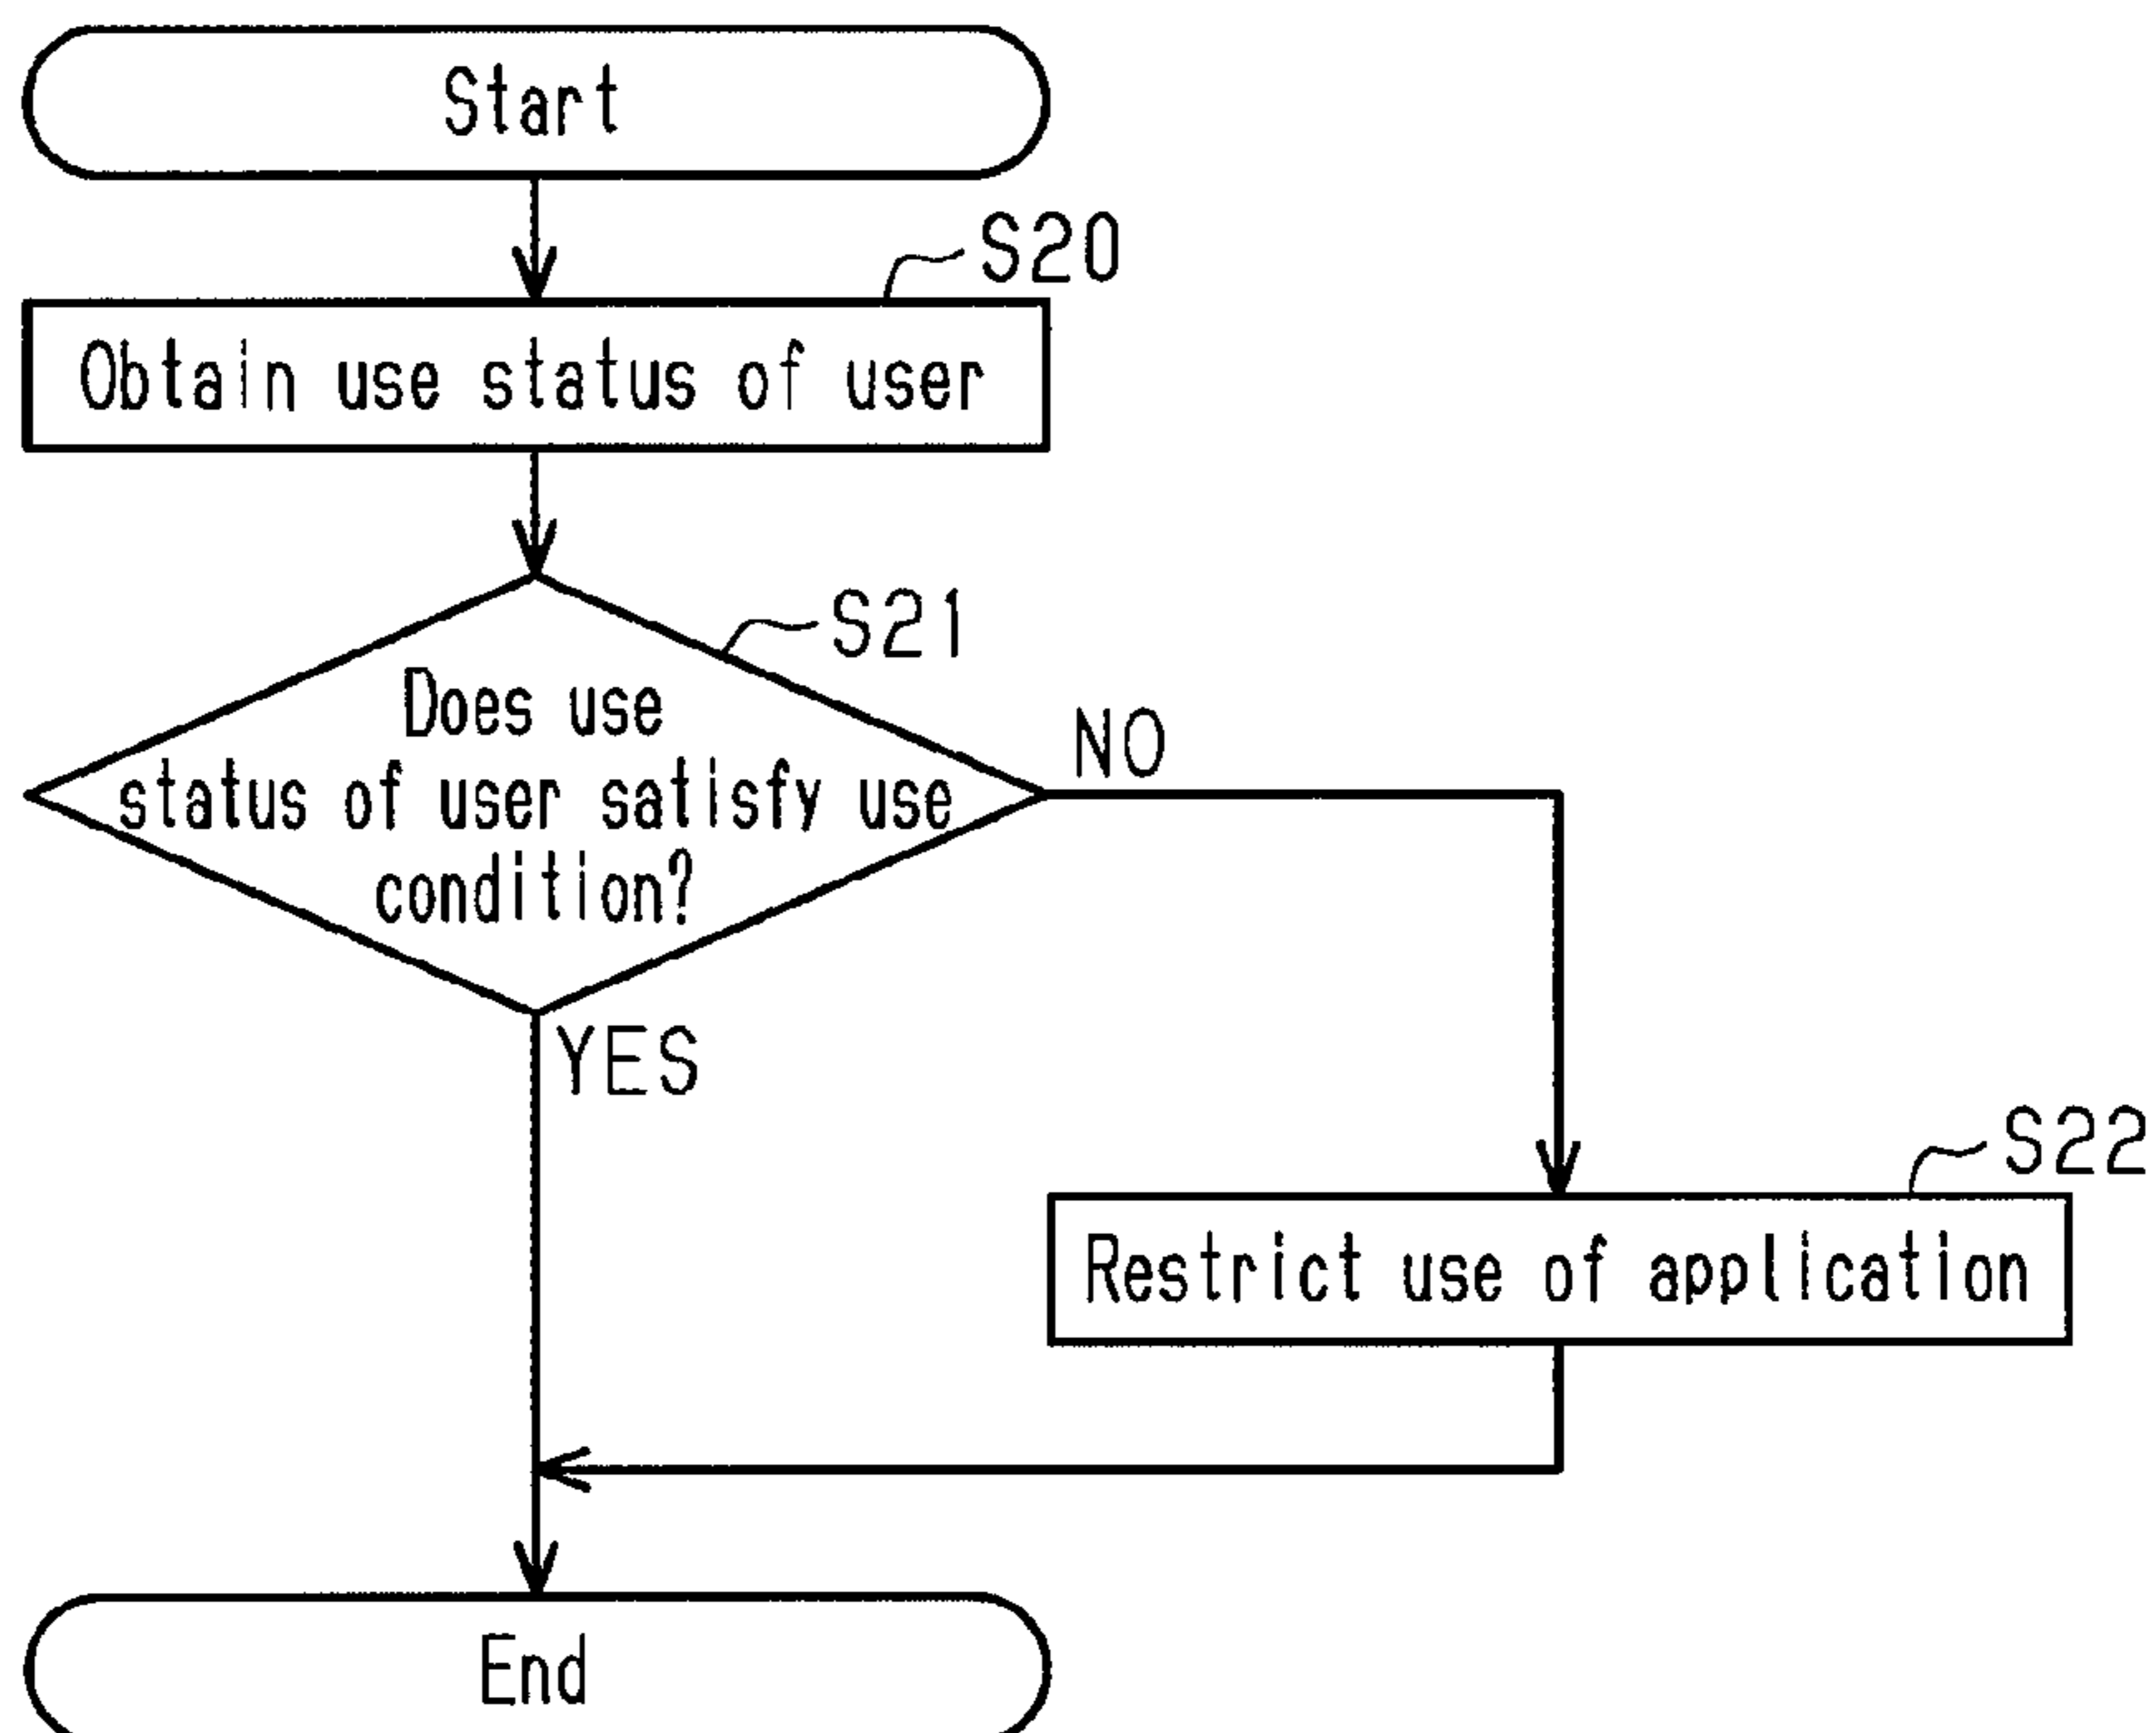 Start
S20
Obtain use status of user
S21
Does use
status of user satisfy use
condition?
NO
YES
S22
Restrict use of application
End